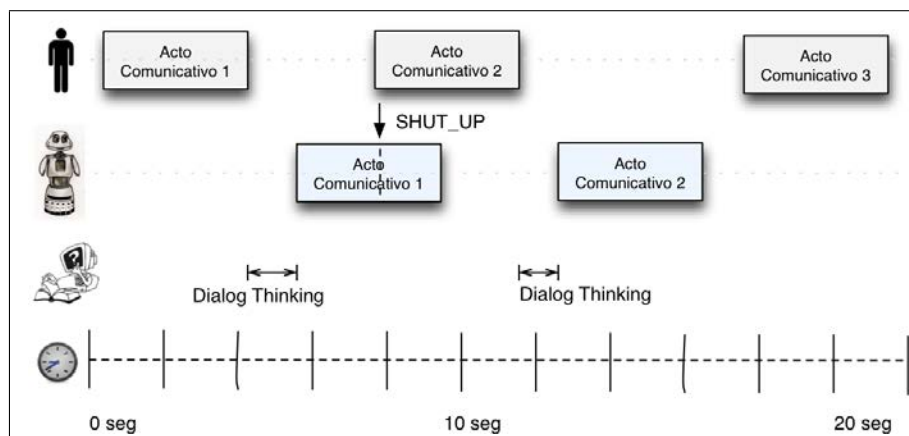 Acto
Comunicativo 1
Acto
Comunicativo 2
Acto
Comunicativo 3
SHUT_UP
Acto
Comunicativo 1
Acto
Comunicativo 2
?
Dialog Thinking
Dialog Thinking
0 seg
10 seg
20 seg